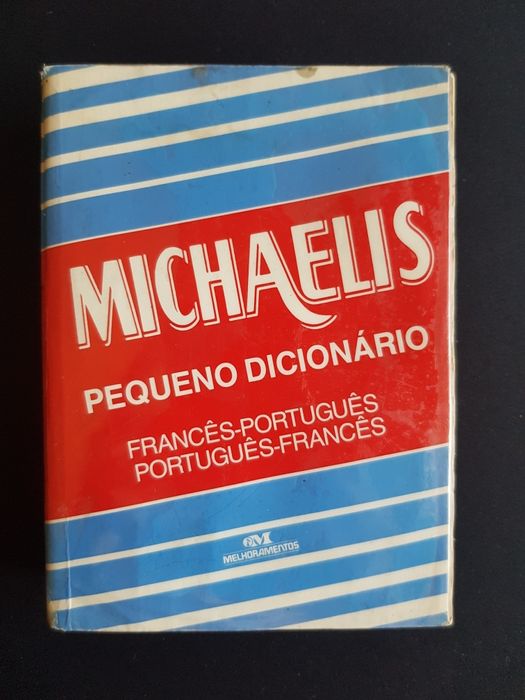 MICHAELIS
PEQUENO DICIONÁRIO
FRANCÊS-PORTUGUÊS
PORTUGUÊS-FRANCÊS
MELHORAMENTOS